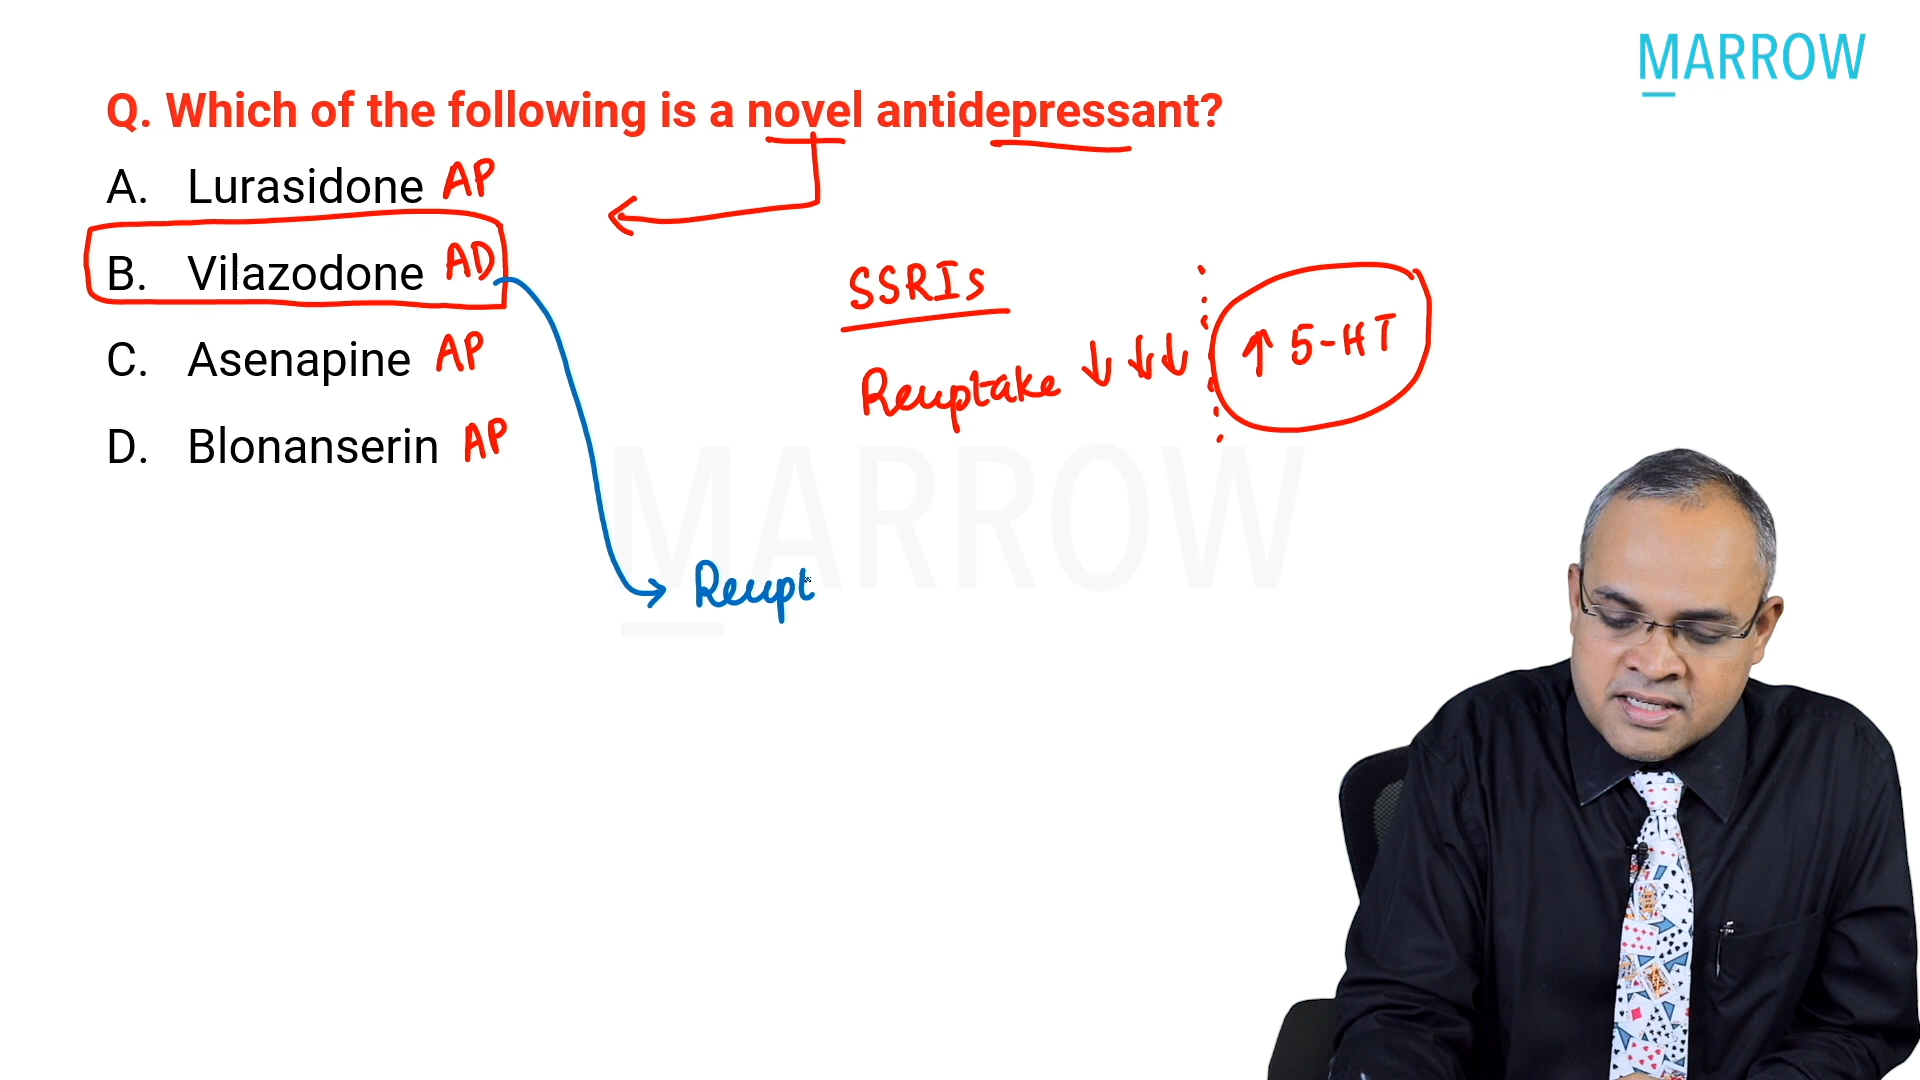 MARROW
Q. Which of the following is a novel antidepressant?
A. Lurasidone AP
B. Vilazodone AD
C. Asenapine AP
D. Blonanserin AP
SSRIs
Reuptake ↓ ↓↓ ↑ 5-HT
MARROW
Reupt